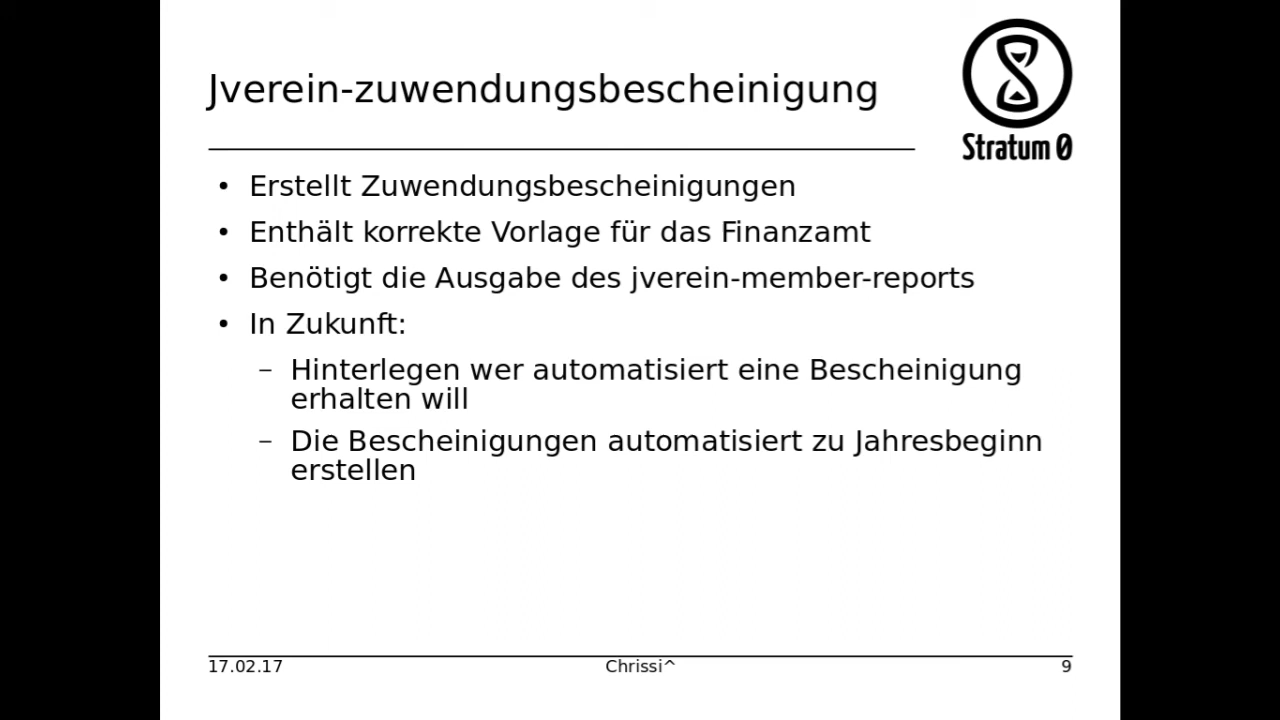 Jverein-zuwendungsbescheinigung
Stratum 0
• Erstellt Zuwendungsbescheinigungen
• Enthält korrekte Vorlage für das Finanzamt
• Benötigt die Ausgabe des jverein-member-reports
• In Zukunft:
– Hinterlegen wer automatisiert eine Bescheinigung
erhalten will
– Die Bescheinigungen automatisiert zu Jahresbeginn
erstellen
17.02.17 Chrissi^ 9